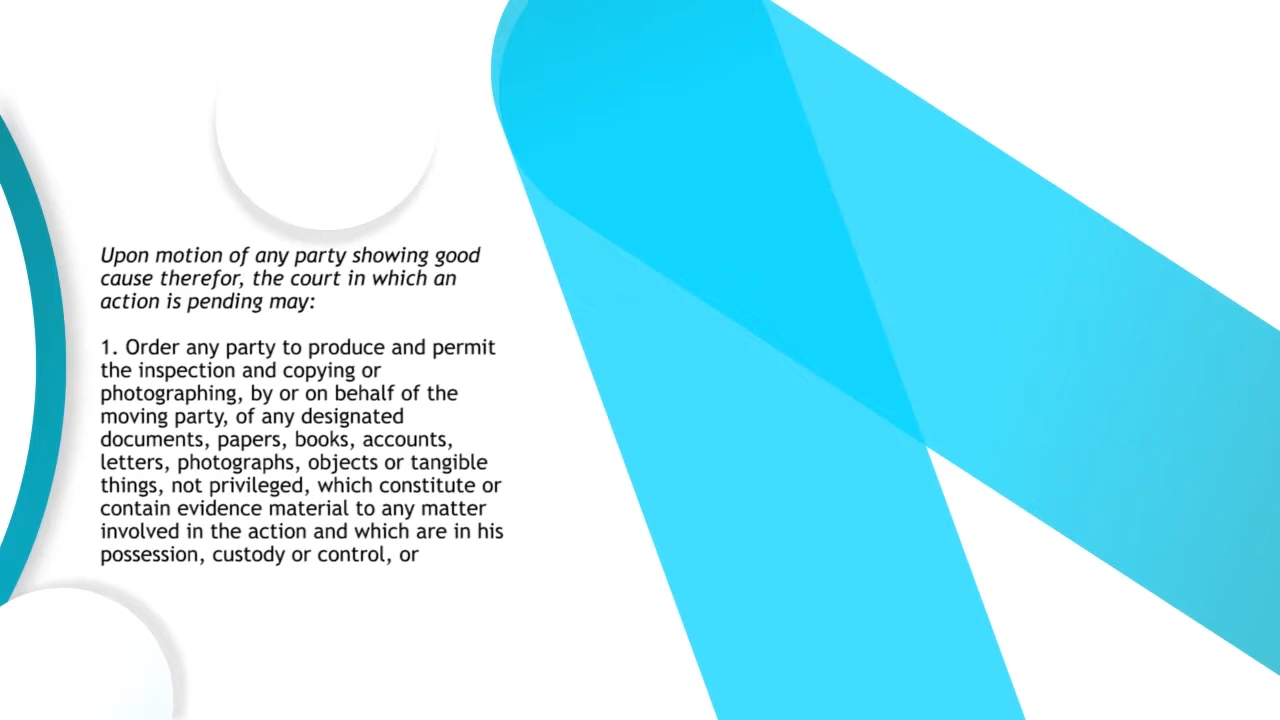 Upon motion of any party showing good
cause therefor, the court in which an
action is pending may:
1. Order any party to produce and permit
the inspection and copying or
photographing, by or on behalf of the
moving party, of any designated
documents, papers, books, accounts,
letters, photographs, objects or tangible
things, not privileged, which constitute or
contain evidence material to any matter
involved in the action and which are in his
possession, custody or control, or